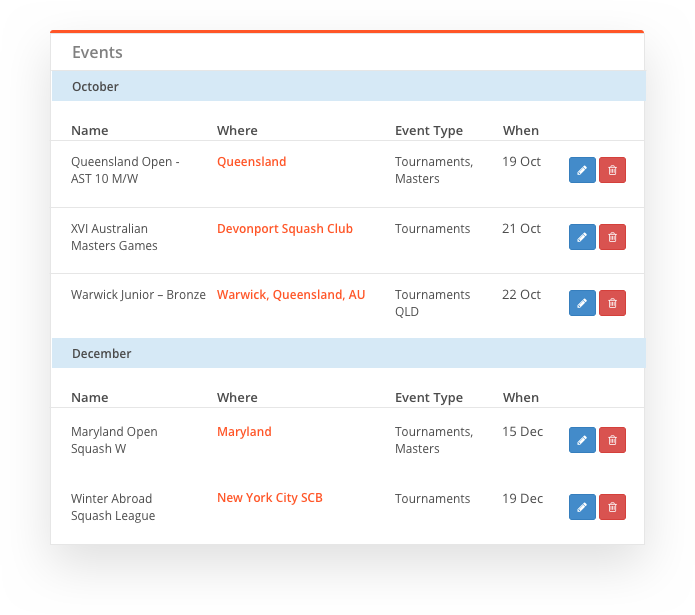 Events
October
Name Where Event Type When
Queensland Open - Queensland Tournaments, 19 Oct
AST 10 M/W Masters
XVI Australian Devonport Squash Club Tournaments 21 Oct
Masters Games
Warwick Junior – Bronze Warwick, Queensland, AU Tournaments 22 Oct
QLD
December
Name Where Event Type When
Maryland Open Maryland Tournaments, 15 Dec
Squash W Masters
Winter Abroad New York City SCB Tournaments 19 Dec
Squash League